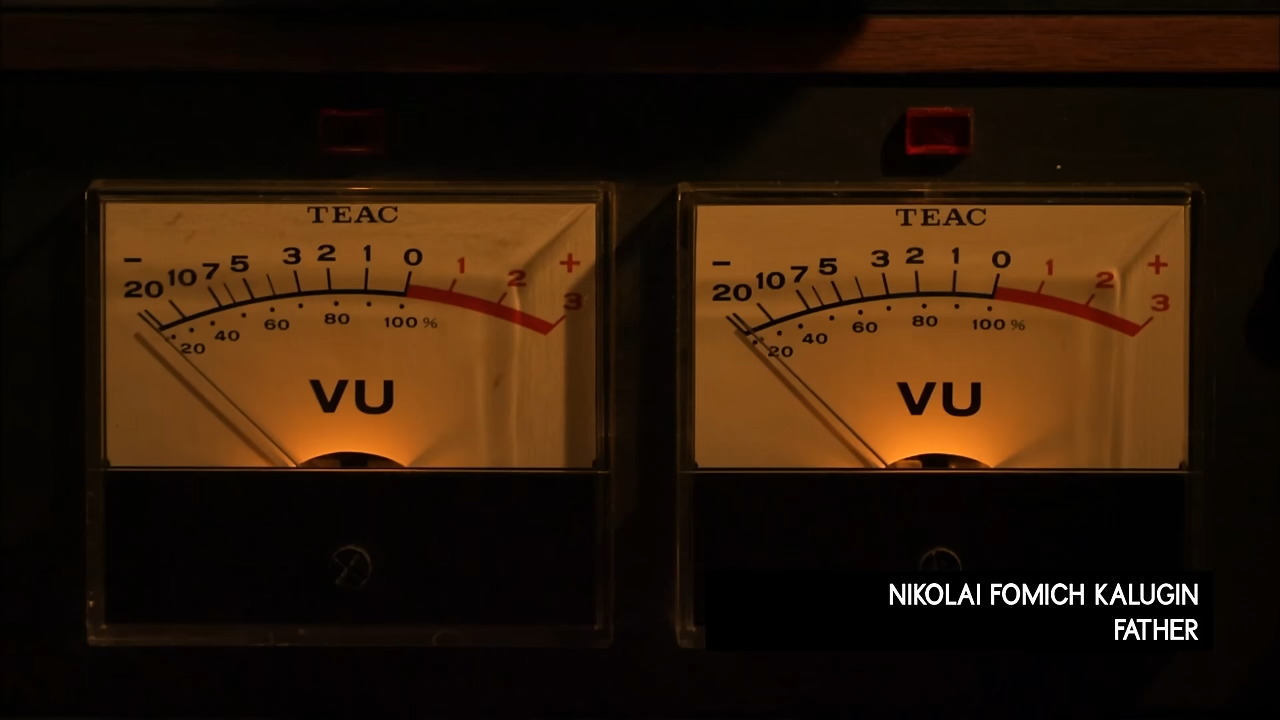 TEAC
− 20 10 7 5 3 2 1 0 1 2 3 +
20 40 60 80 100 %
VU
TEAC
− 20 10 7 5 3 2 1 0 1 2 3 +
20 40 60 80 100 %
VU
NIKOLAI FOMICH KALUGIN
FATHER